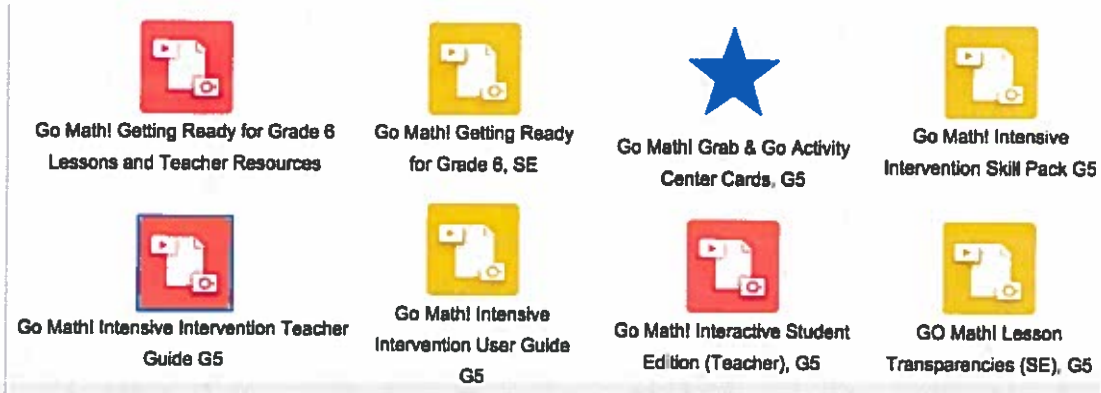 Go Math! Getting Ready for Grade 6
Lessons and Teacher Resources
Go Math! Getting Ready
for Grade 6, SE
Go Math! Grab & Go Activity
Center Cards, G5
Go Math! Intensive
Intervention Skill Pack G5
Go Math! Intensive Intervention Teacher
Guide G5
Go Math! Intensive
Intervention User Guide
G5
Go Math! Interactive Student
Edition (Teacher), G5
GO Math! Lesson
Transparencies (SE), G5